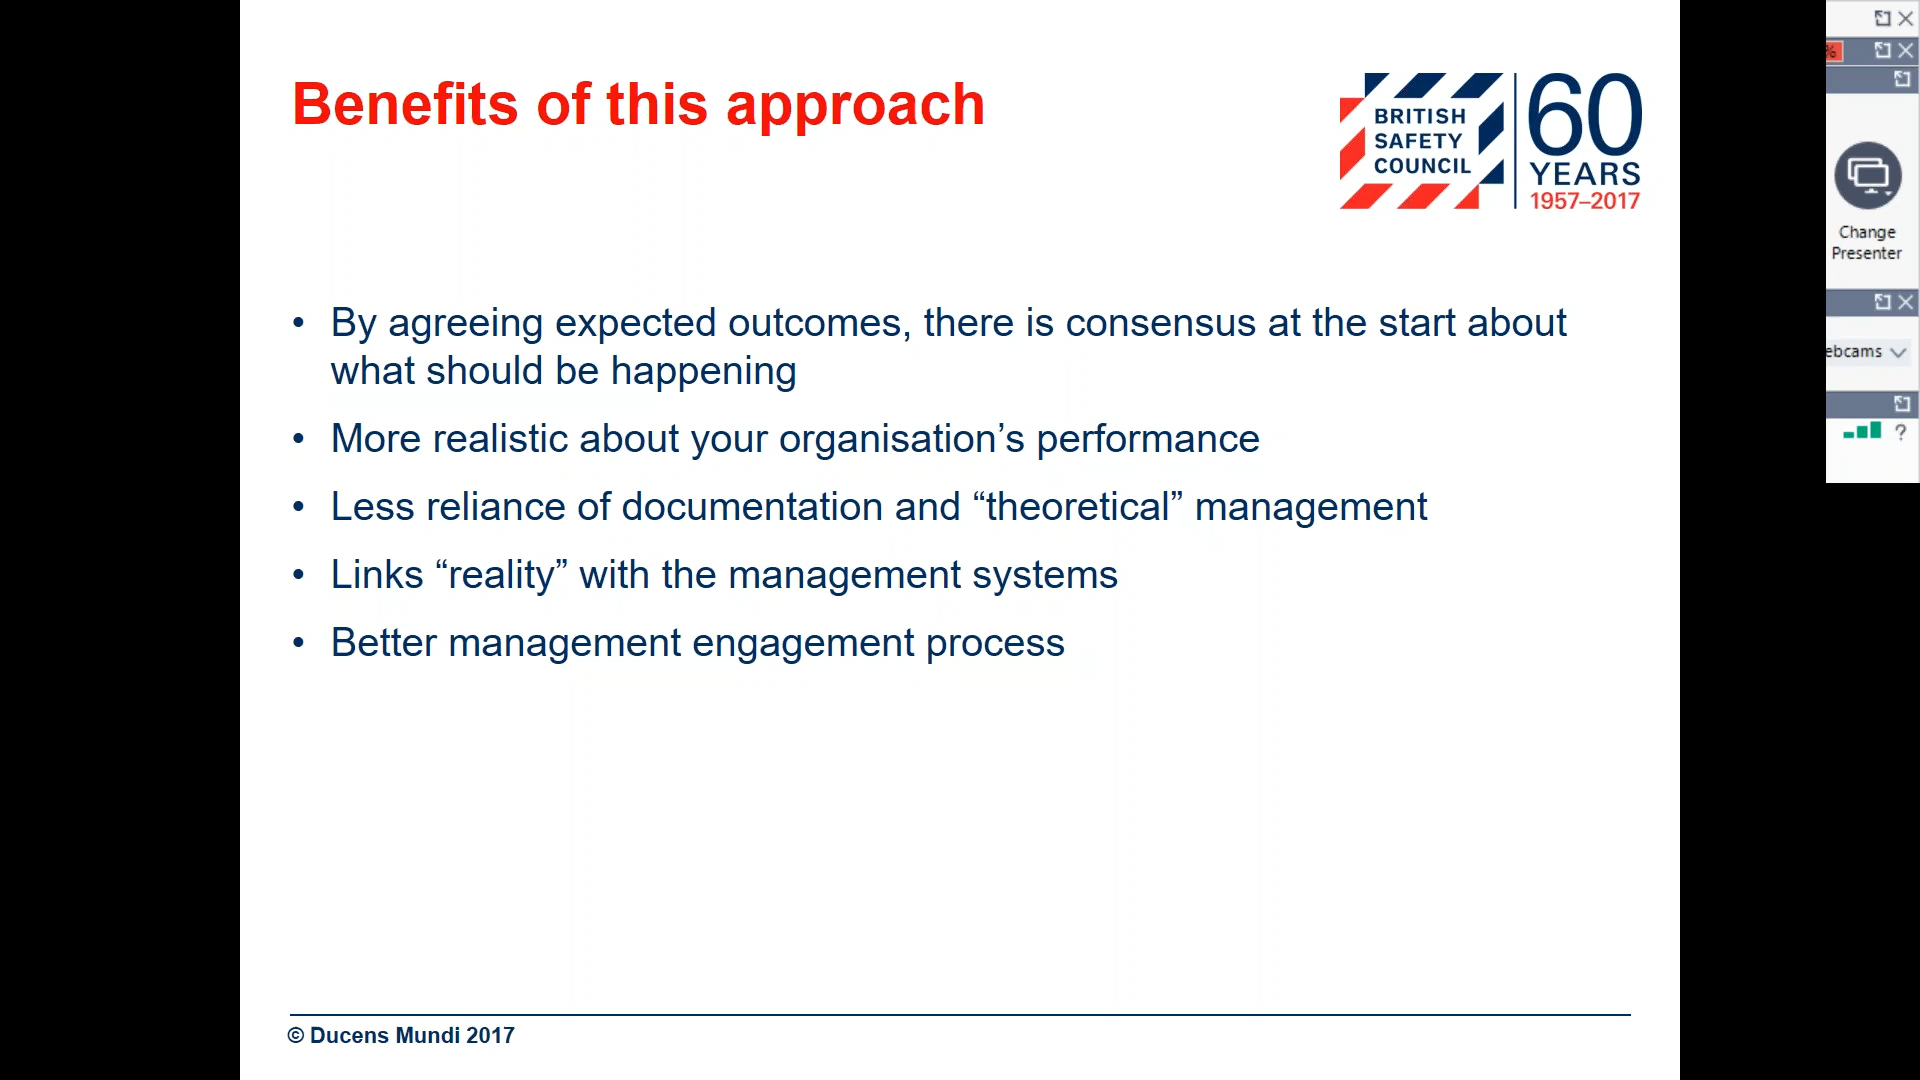 Benefits of this approach
BRITISH
SAFETY
COUNCIL
60
YEARS
1957–2017
• By agreeing expected outcomes, there is consensus at the start about
what should be happening
• More realistic about your organisation’s performance
• Less reliance of documentation and “theoretical” management
• Links “reality” with the management systems
• Better management engagement process
© Ducens Mundi 2017
%
Change
Presenter
ebcams
?